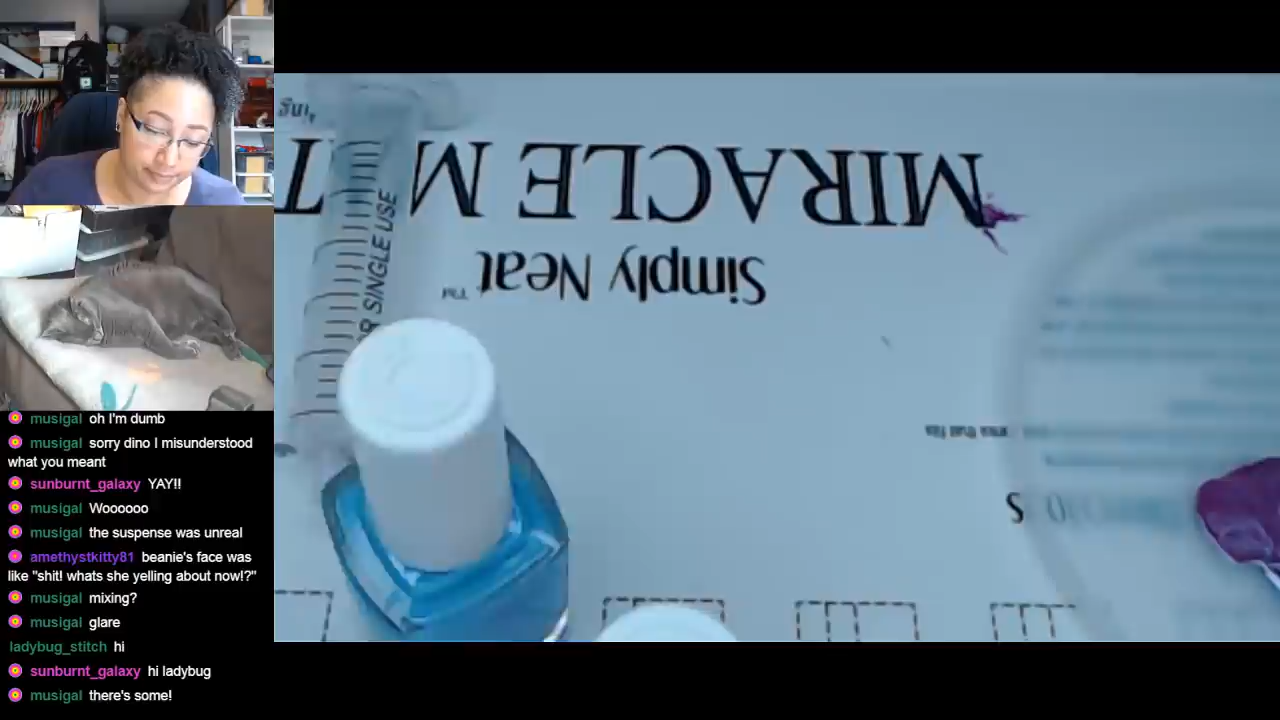 musigal oh I'm dumb
musigal sorry dino I misunderstood
what you meant
sunburnt_galaxy YAY!!
musigal Woooooo
musigal the suspense was unreal
amethystkitty81 beanie's face was
like "shit! whats she yelling about now!?"
musigal mixing?
musigal glare
ladybug_stitch hi
sunburnt_galaxy hi ladybug
musigal there's some!
MIRACLE M T
Simply Neat™
SINGLE USE